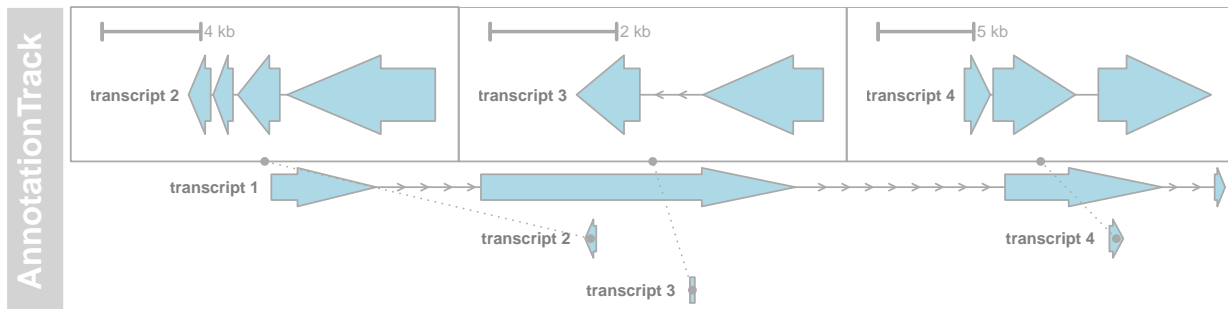 AnnotationTrack
4 kb
2 kb
5 kb
transcript 2
transcript 3
transcript 4
transcript 1
transcript 2
transcript 4
transcript 3